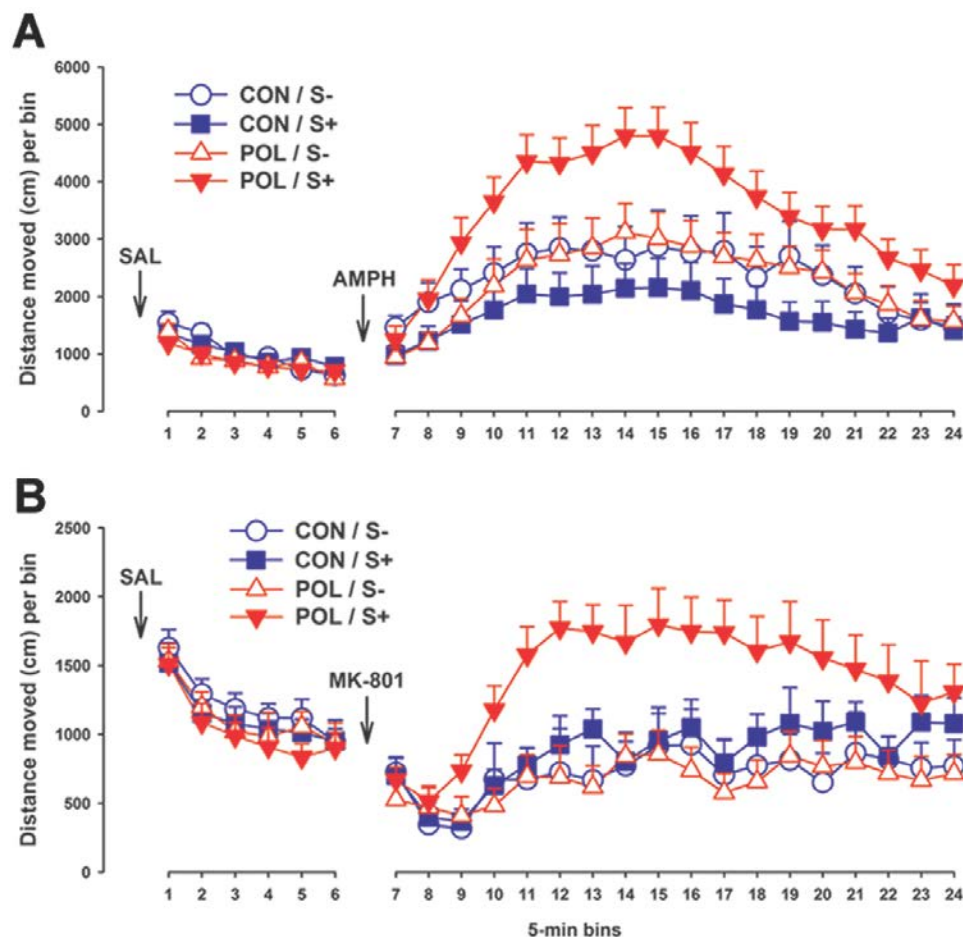 A
Distance moved (cm) per bin
6000
5000
4000
3000
2000
1000
0
CON / S-
CON / S+
POL / S-
POL / S+
SAL
AMPH
1 2 3 4 5 6 7 8 9 10 11 12 13 14 15 16 17 18 19 20 21 22 23 24
B
Distance moved (cm) per bin
2500
2000
1500
1000
500
0
CON / S-
CON / S+
POL / S-
POL / S+
SAL
MK-801
1 2 3 4 5 6 7 8 9 10 11 12 13 14 15 16 17 18 19 20 21 22 23 24
5-min bins